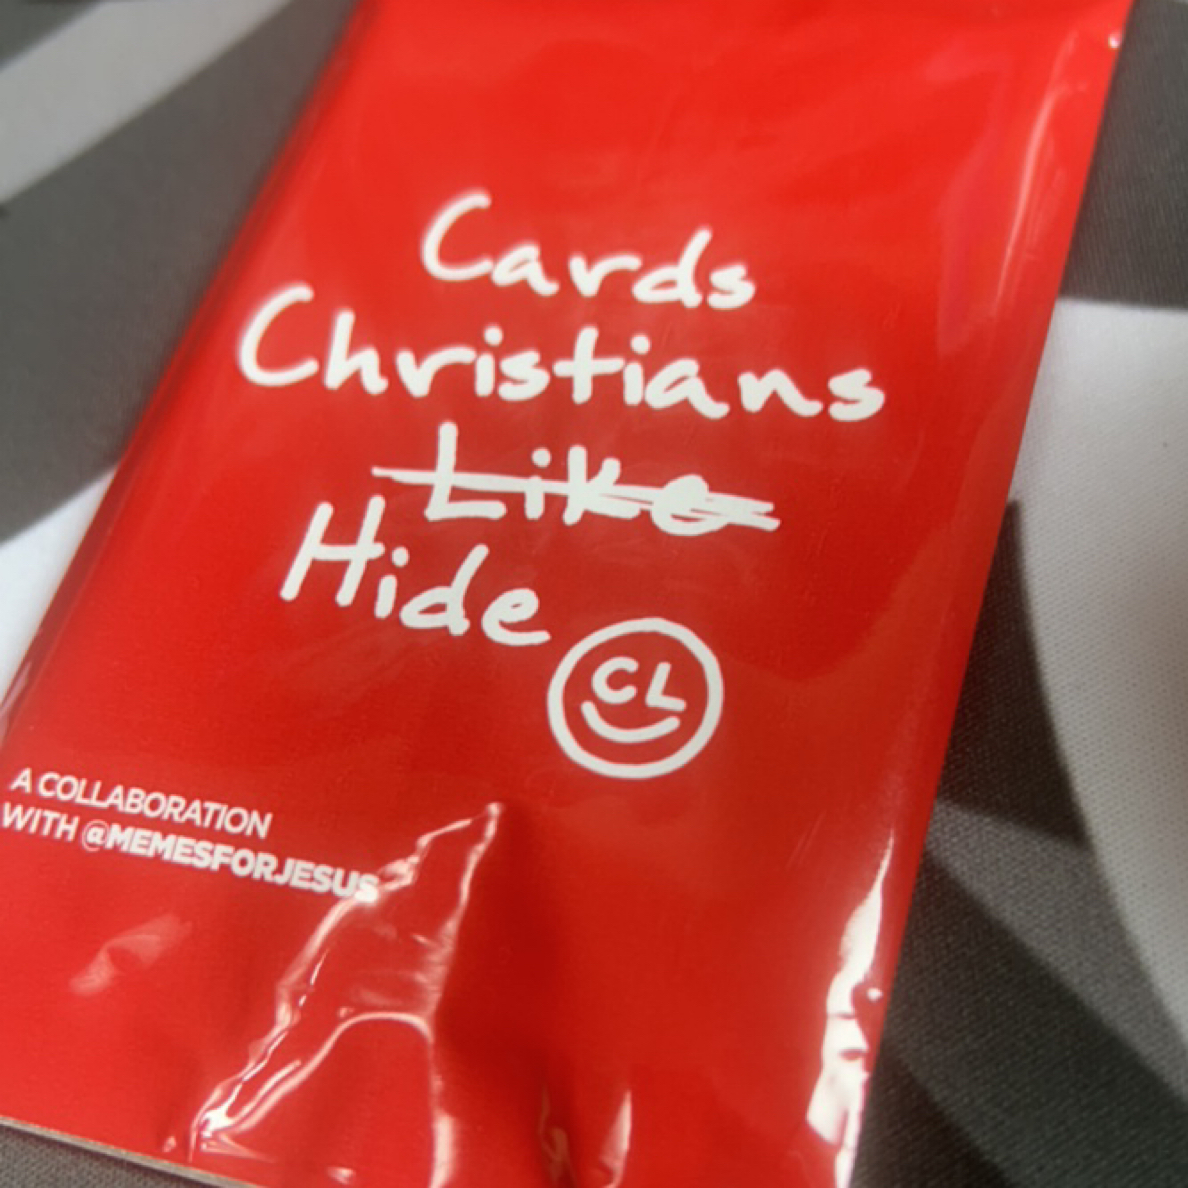 Cards
Christians
Like
Hide
CL
A COLLABORATION
WITH @MEMESFORJESUS